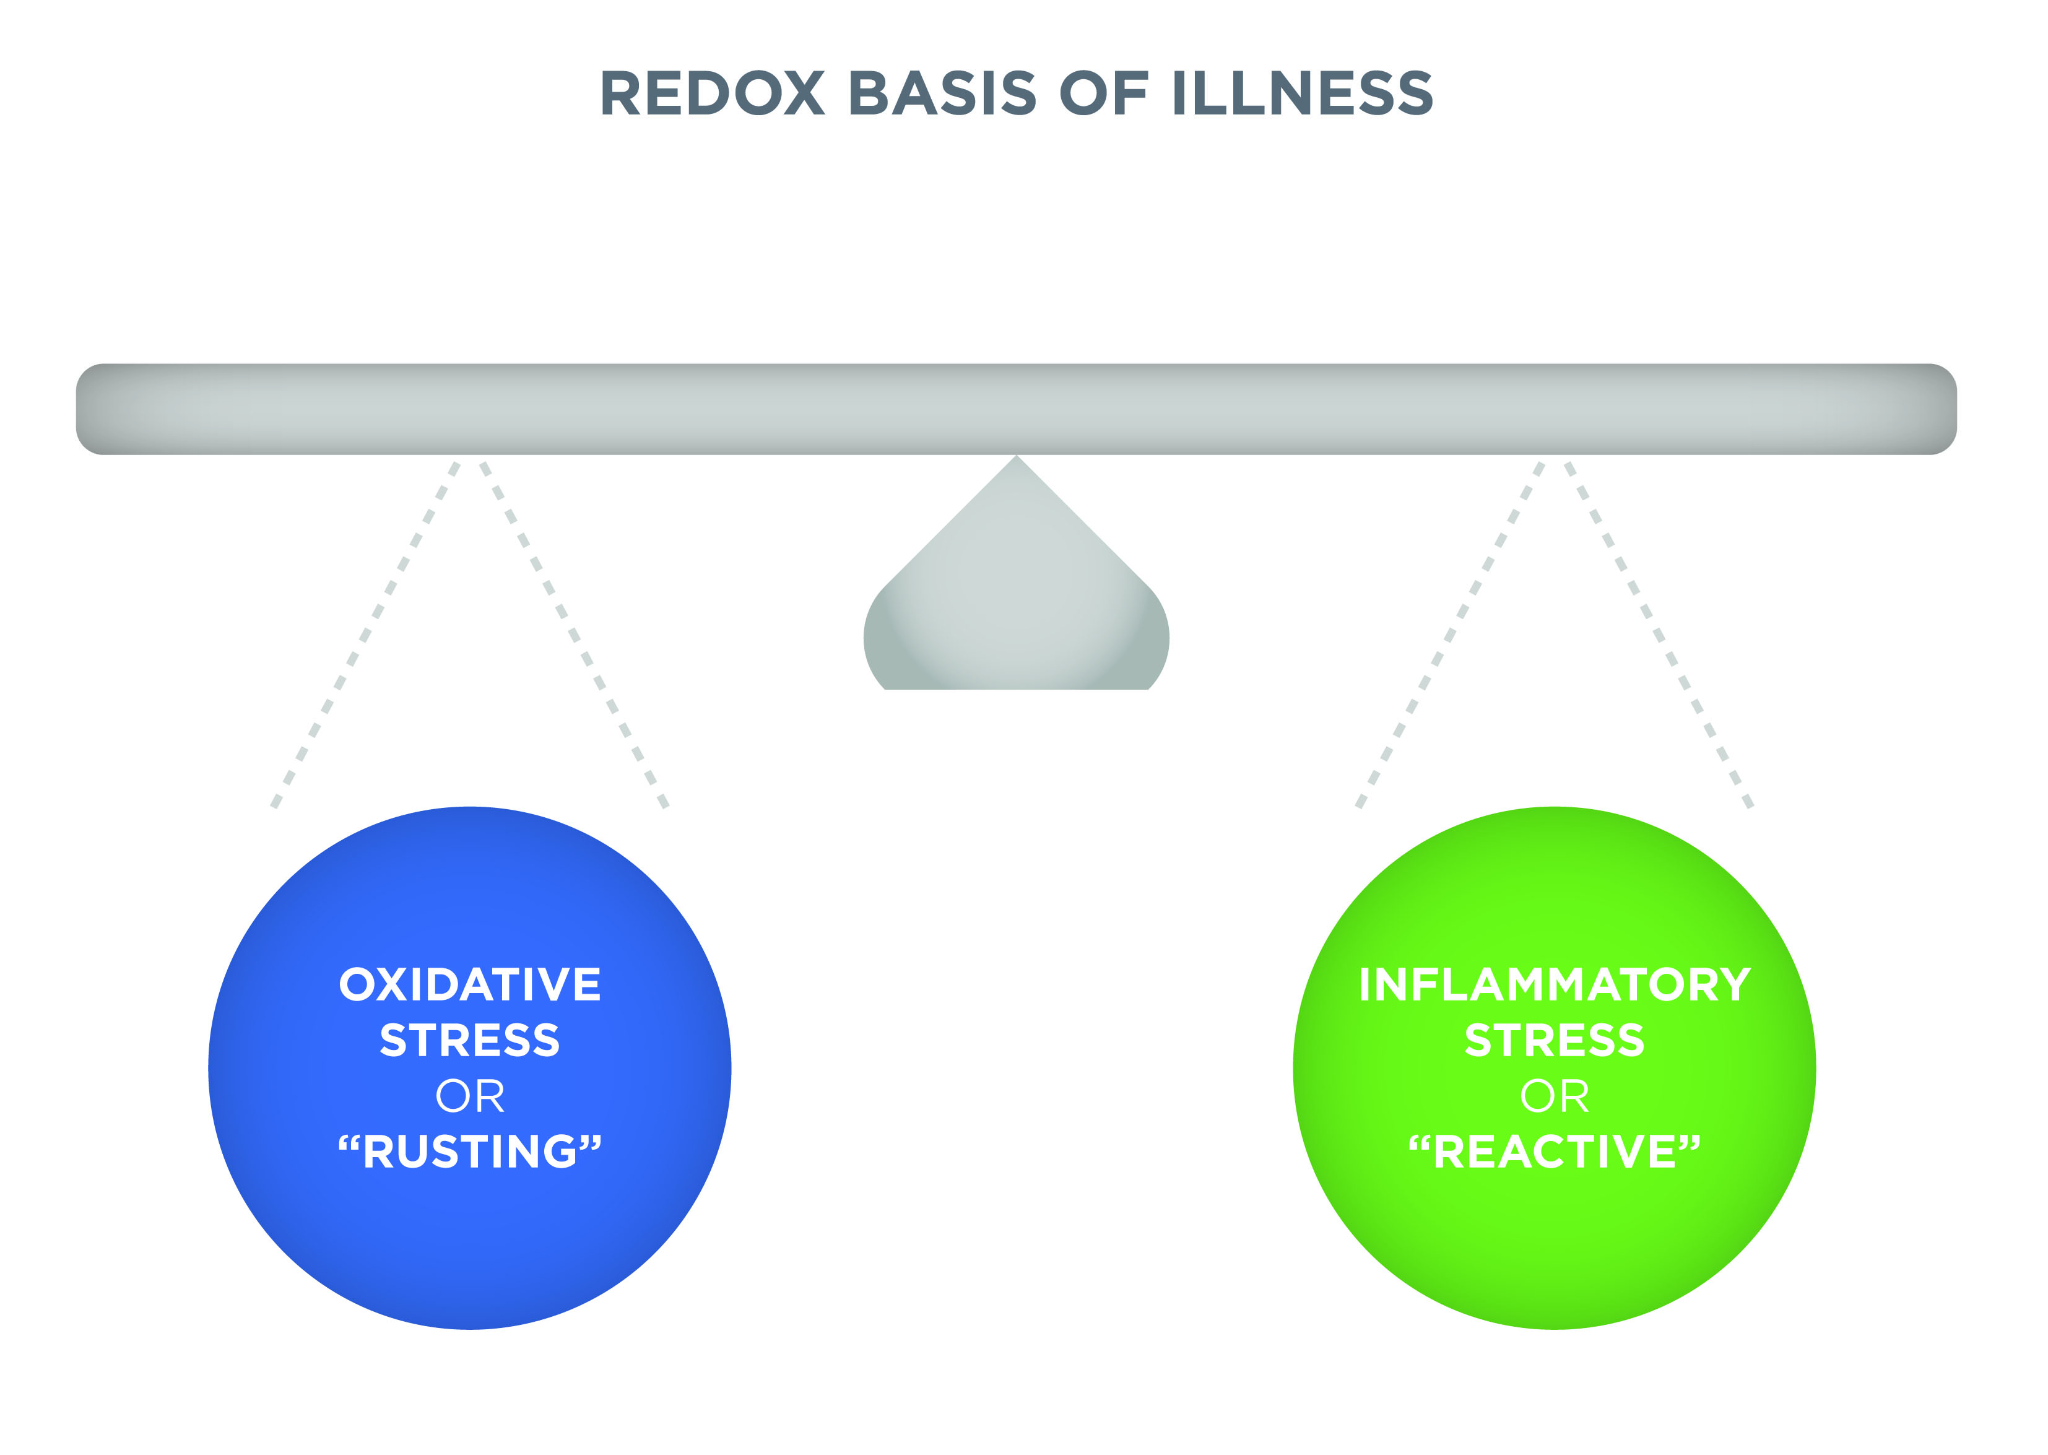 REDOX BASIS OF ILLNESS
OXIDATIVE
STRESS
OR
“RUSTING”
INFLAMMATORY
STRESS
OR
“REACTIVE”